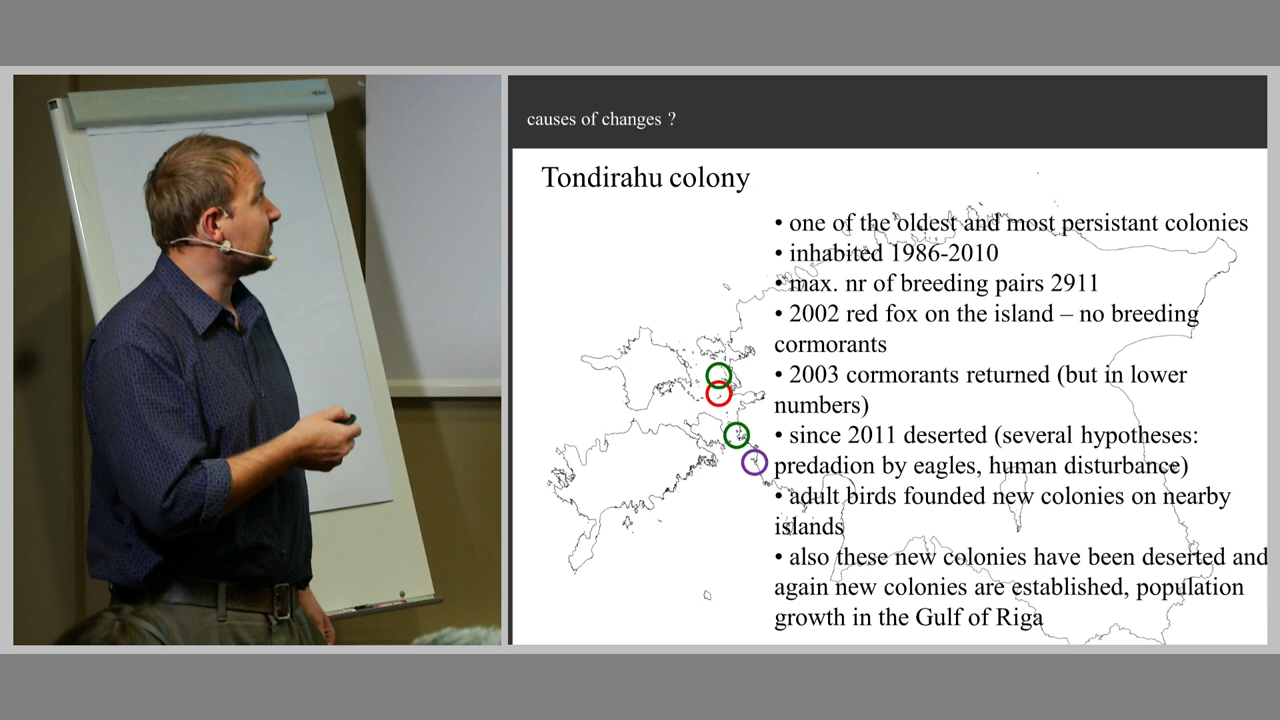 causes of changes ?
Tondirahu colony
• one of the oldest and most persistant colonies
• inhabited 1986-2010
• max. nr of breeding pairs 2911
• 2002 red fox on the island – no breeding
cormorants
• 2003 cormorants returned (but in lower
numbers)
• since 2011 deserted (several hypotheses:
predadion by eagles, human disturbance)
• adult birds founded new colonies on nearby
islands
• also these new colonies have been deserted and
again new colonies are established, population
growth in the Gulf of Riga